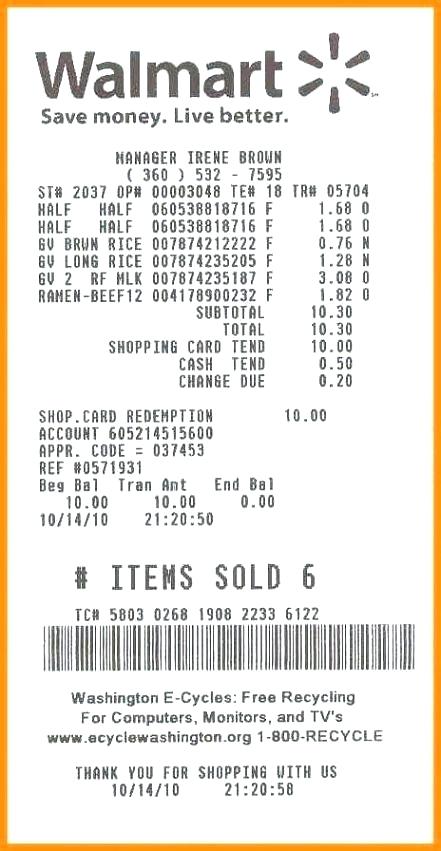 Walmart
Save money. Live better.
MANAGER IRENE BROWN
( 360 ) 532 - 7595
ST# 2037 OP# 00003048 TE# 18 TR# 05704
HALF HALF 060538818716 F 1.68 O
HALF HALF 060538818716 F 1.68 O
GV BRWN RICE 007874212222 F 0.76 N
GV LONG RICE 007874235205 F 1.28 N
GV 2 RF MLK 007874235187 F 3.08 O
RAMEN-BEEF12 004178900232 F 1.82 O
SUBTOTAL 10.30
TOTAL 10.30
SHOPPING CARD TEND 10.00
CASH TEND 0.50
CHANGE DUE 0.20
SHOP.CARD REDEMPTION 10.00
ACCOUNT 605214515600
APPR. CODE = 037453
REF #0571931
Beg Bal Tran Amt End Bal
10.00 10.00 0.00
10/14/10 21:20:50
# ITEMS SOLD 6
TC# 5803 0268 1908 2233 6122
Washington E-Cycles: Free Recycling
For Computers, Monitors, and TV's
www.ecyclewashington.org 1-800-RECYCLE
THANK YOU FOR SHOPPING WITH US
10/14/10 21:20:58